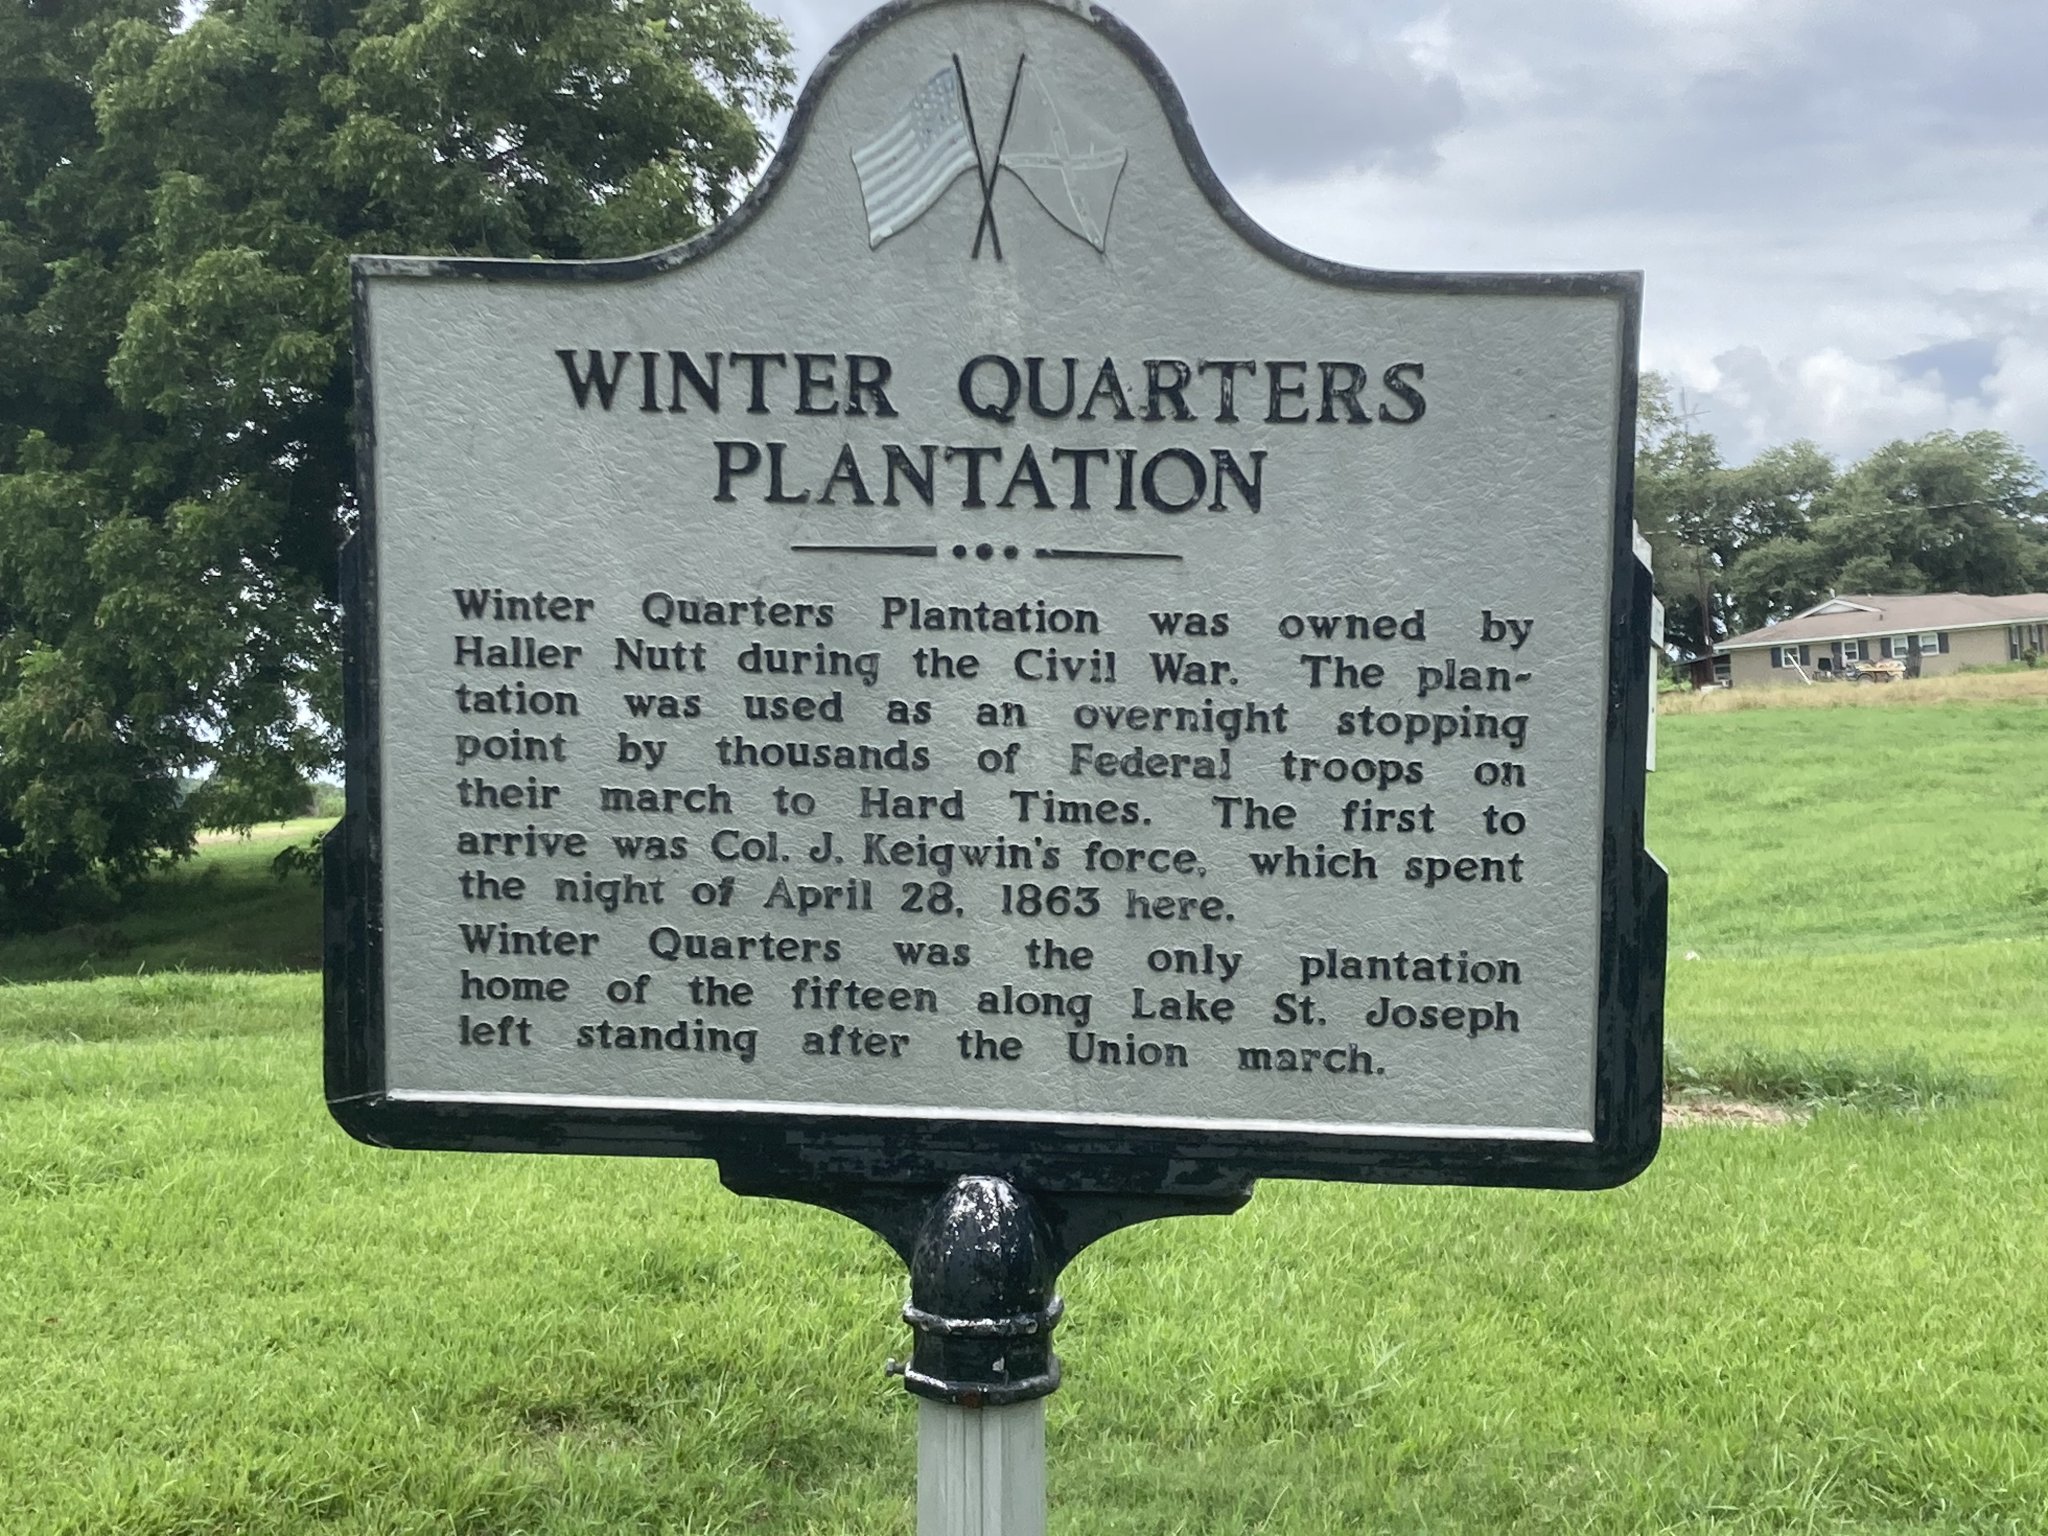 WINTER QUARTERS
PLANTATION
Winter Quarters Plantation was owned by
Haller Nutt during the Civil War. The plan-
tation was used as an overnight stopping
point by thousands of Federal troops on
their march to Hard Times. The first to
arrive was Col. J. Keigwin's force, which spent
the night of April 28, 1863 here.
Winter Quarters was the only plantation
home of the fifteen along Lake St. Joseph
left standing after the Union march.